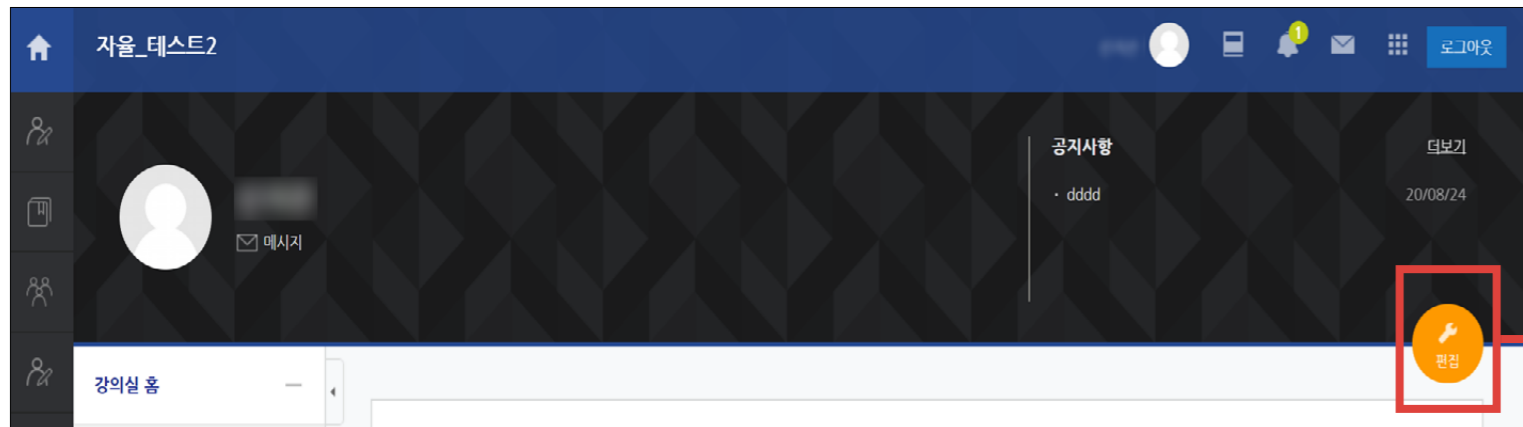 자율_테스트2
1
로그아웃
공지사항
더보기
· dddd
20/08/24
메시지
편집
강의실 홈